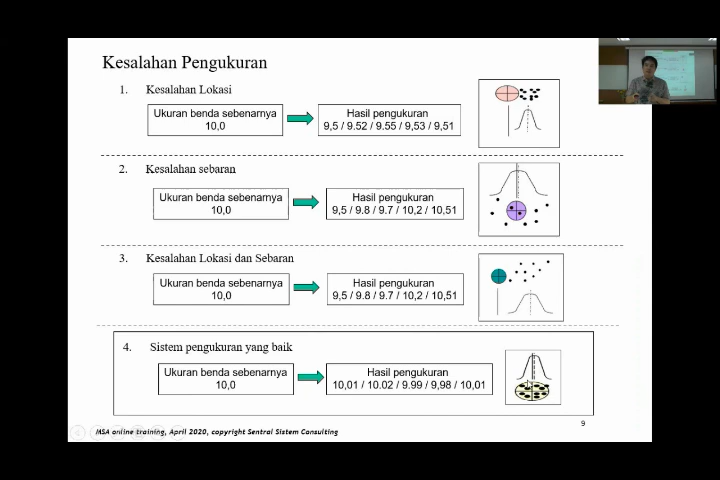 Kesalahan Pengukuran
1. Kesalahan Lokasi
Ukuran benda sebenarnya
10,0
Hasil pengukuran
9,5 / 9.52 / 9.55 / 9,53 / 9,51
2. Kesalahan sebaran
Ukuran benda sebenarnya
10,0
Hasil pengukuran
9,5 / 9.8 / 9.7 / 10,2 / 10,51
3. Kesalahan Lokasi dan Sebaran
Ukuran benda sebenarnya
10,0
Hasil pengukuran
9,5 / 9.8 / 9.7 / 10,2 / 10,51
4. Sistem pengukuran yang baik
Ukuran benda sebenarnya
10,0
Hasil pengukuran
10,01 / 10.02 / 9.99 / 9,98 / 10,01
9
MSA online training, April 2020, copyright Sentral Sistem Consulting